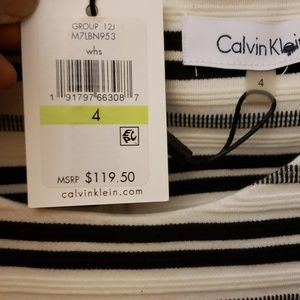 GROUP 12J
M7LBN953
whs
1 91797 66308 7
4
MSRP $119.50
calvinklein.com
Calvin Klein
4